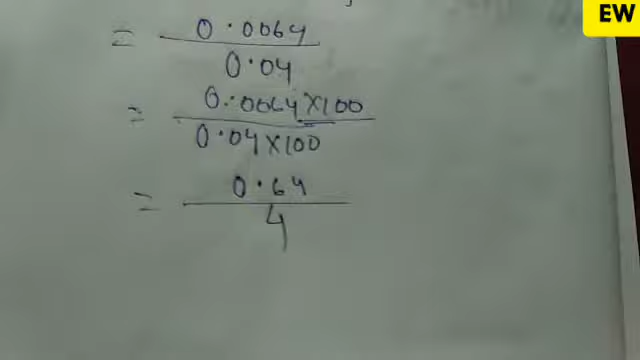 EW
= 0.0064 / 0.04
= 0.0064×100 / 0.04×100
= 0.64 / 4